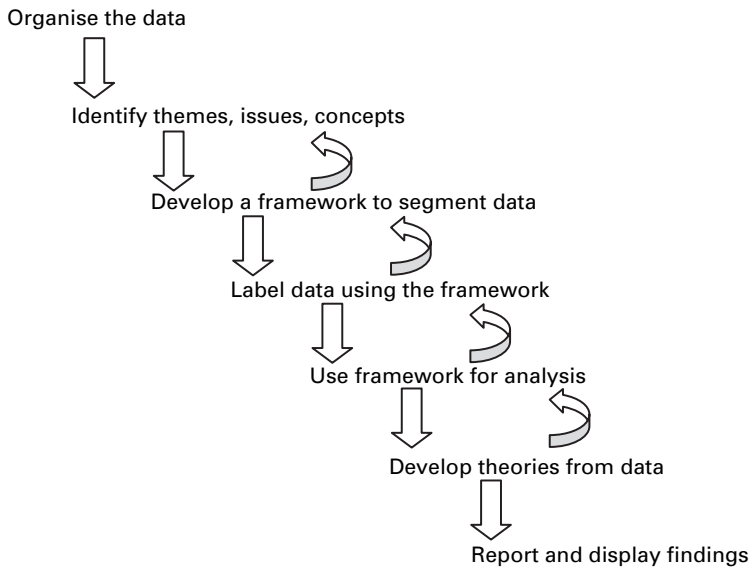 Organise the data
Identify themes, issues, concepts
Develop a framework to segment data
Label data using the framework
Use framework for analysis
Develop theories from data
Report and display findings